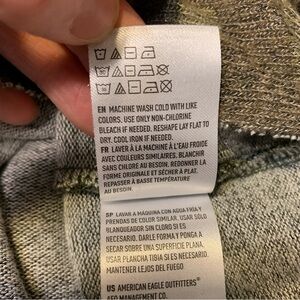 EN MACHINE WASH COLD WITH LIKE
COLORS. USE ONLY NON-CHLORINE
BLEACH IF NEEDED. RESHAPE LAY FLAT TO
DRY. COOL IRON IF NEEDED.
FR LAVER À LA MACHINE À L'EAU FROIDE
AVEC COULEURS SIMILAIRES. BLANCHIR
SANS CHLORE AU BESOIN. REDONNER LA
FORME ORIGINALE ET SÉCHER À PLAT.
REPASSER À BASSE TEMPÉRATURE
AU BESOIN.
SP LAVAR A MÁQUINA CON AGUA FRÍA Y
PRENDAS DE COLOR SIMILAR. USAR SÓLO
BLANQUEADOR SIN CLORO SI ES
NECESARIO. DARLE FORMA Y PONGA A
SECAR SOBRE UNA SUPERFICIE PLANA.
USAR PLANCHA TIBIA SI ES NECESARIO.
MANTENER LEJOS DEL FUEGO
US AMERICAN EAGLE OUTFITTERS®
AEO MANAGEMENT CO.